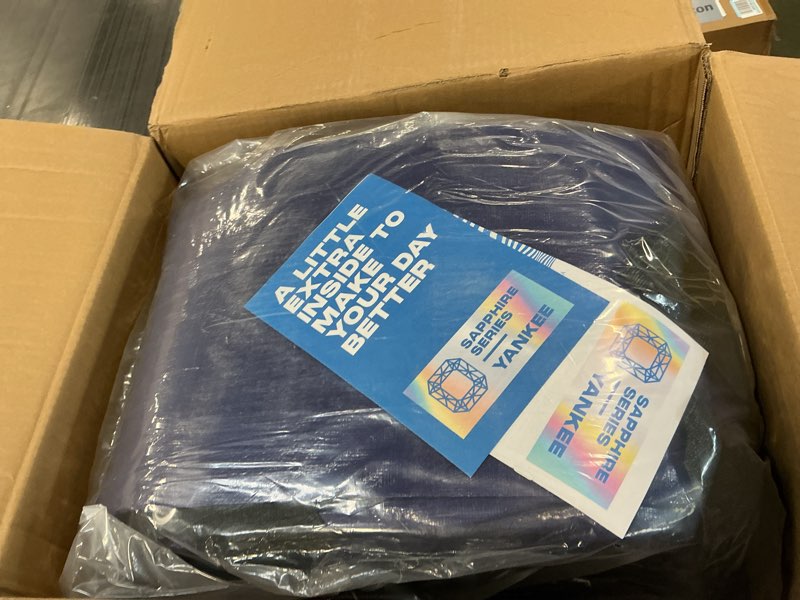 A LITTLE
EXTRA
INSIDE TO
MAKE
YOUR DAY
BETTER
SAPPHIRE
SERIES
YANKEE
SAPPHIRE
SERIES
YANKEE